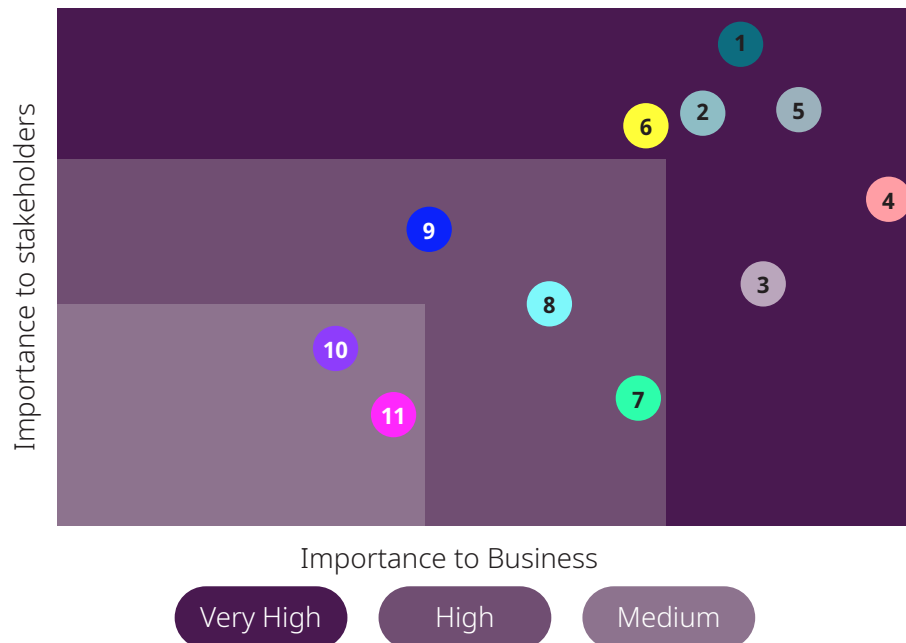 Importance to stakeholders
1
2
5
6
4
9
3
8
10
7
11
Importance to Business
Very High
High
Medium